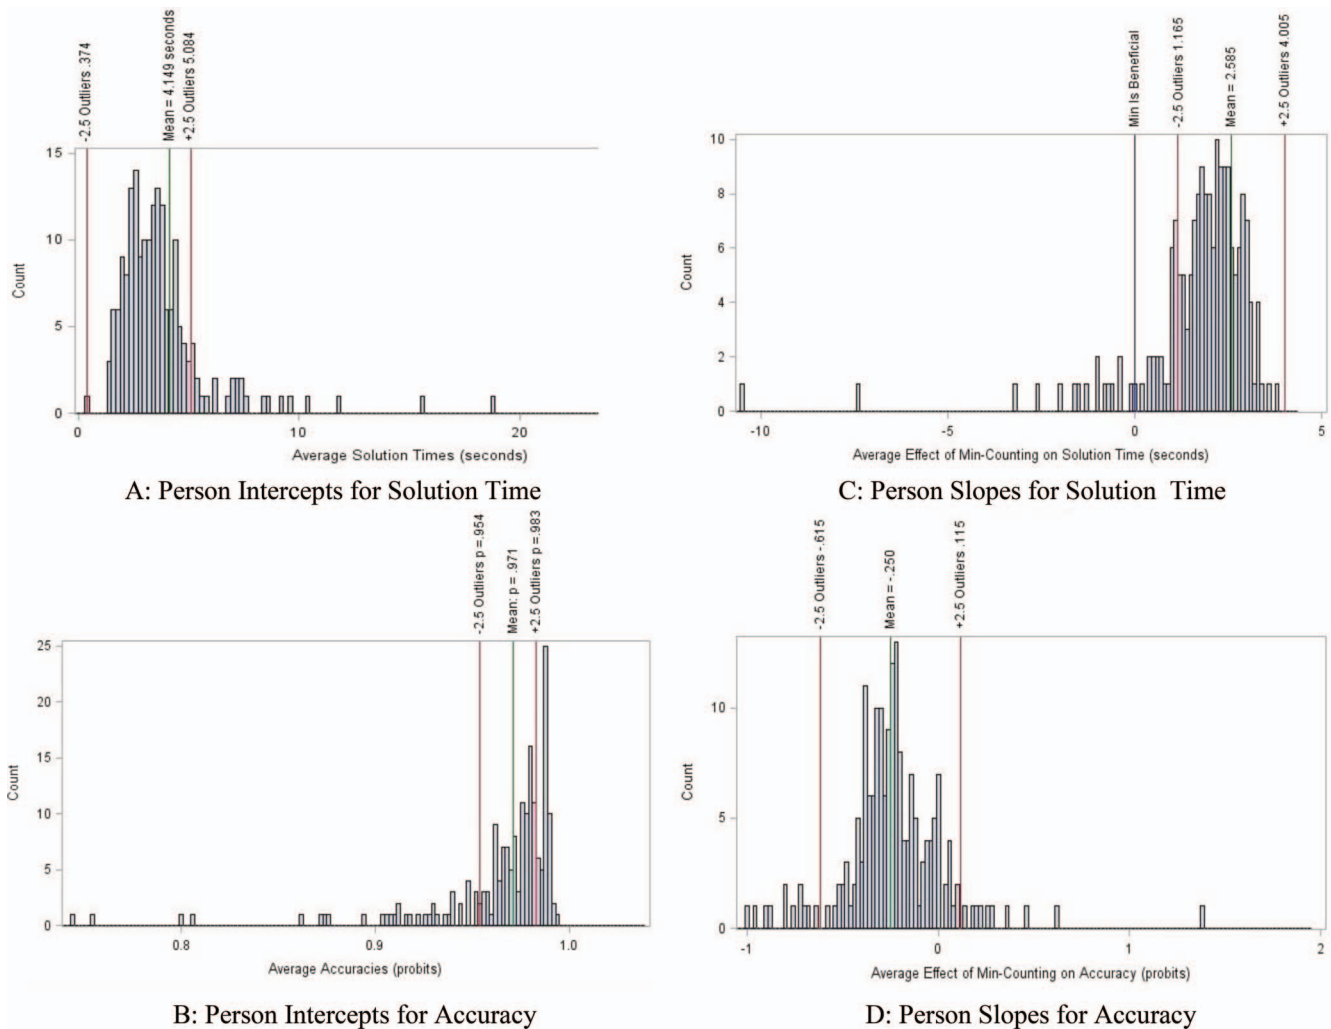 -2.5 Outliers .374
Mean = 4.149 seconds
+2.5 Outliers 5.084
15
10
5
0
Count
0
10
20
Average Solution Times (seconds)
A: Person Intercepts for Solution Time
Min Is Beneficial
-2.5 Outliers 1.165
Mean = 2.585
+2.5 Outliers 4.005
10
8
6
4
2
0
Count
-10
-5
0
5
Average Effect of Min-Counting on Solution Time (seconds)
C: Person Slopes for Solution Time
-2.5 Outliers p =.954
Mean: p = .971
+2.5 Outliers p =.983
25
20
15
10
5
0
Count
0.8
0.9
1.0
Average Accuracies (probits)
B: Person Intercepts for Accuracy
-2.5 Outliers -.615
Mean = -.250
+2.5 Outliers .115
10
5
0
Count
-1
0
1
2
Average Effect of Min-Counting on Accuracy (probits)
D: Person Slopes for Accuracy